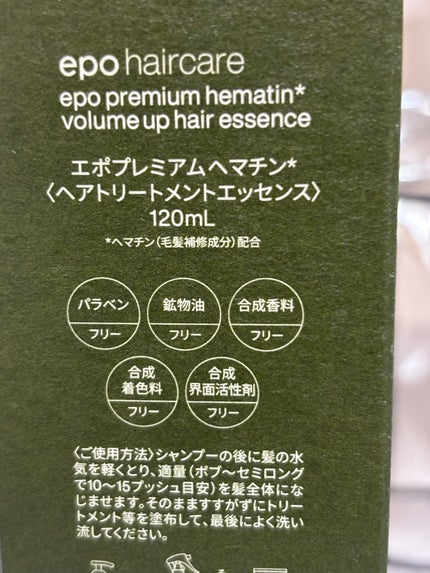 epo haircare
epo premium hematin*
volume up hair essence
エポプレミアムヘマチン*
〈ヘアトリートメントエッセンス〉
120mL
*ヘマチン(毛髪補修成分)配合
パラベン
フリー
鉱物油
フリー
合成香料
フリー
合成
着色料
フリー
合成
界面活性剤
フリー
〈ご使用方法〉シャンプーの後に髪の水
気を軽くとり、適量(ボブ〜セミロング
で10〜15プッシュ目安)を髪全体にな
じませます。そのまますすがずにトリー
トメント等を塗布して、最後によく洗い
流してください。